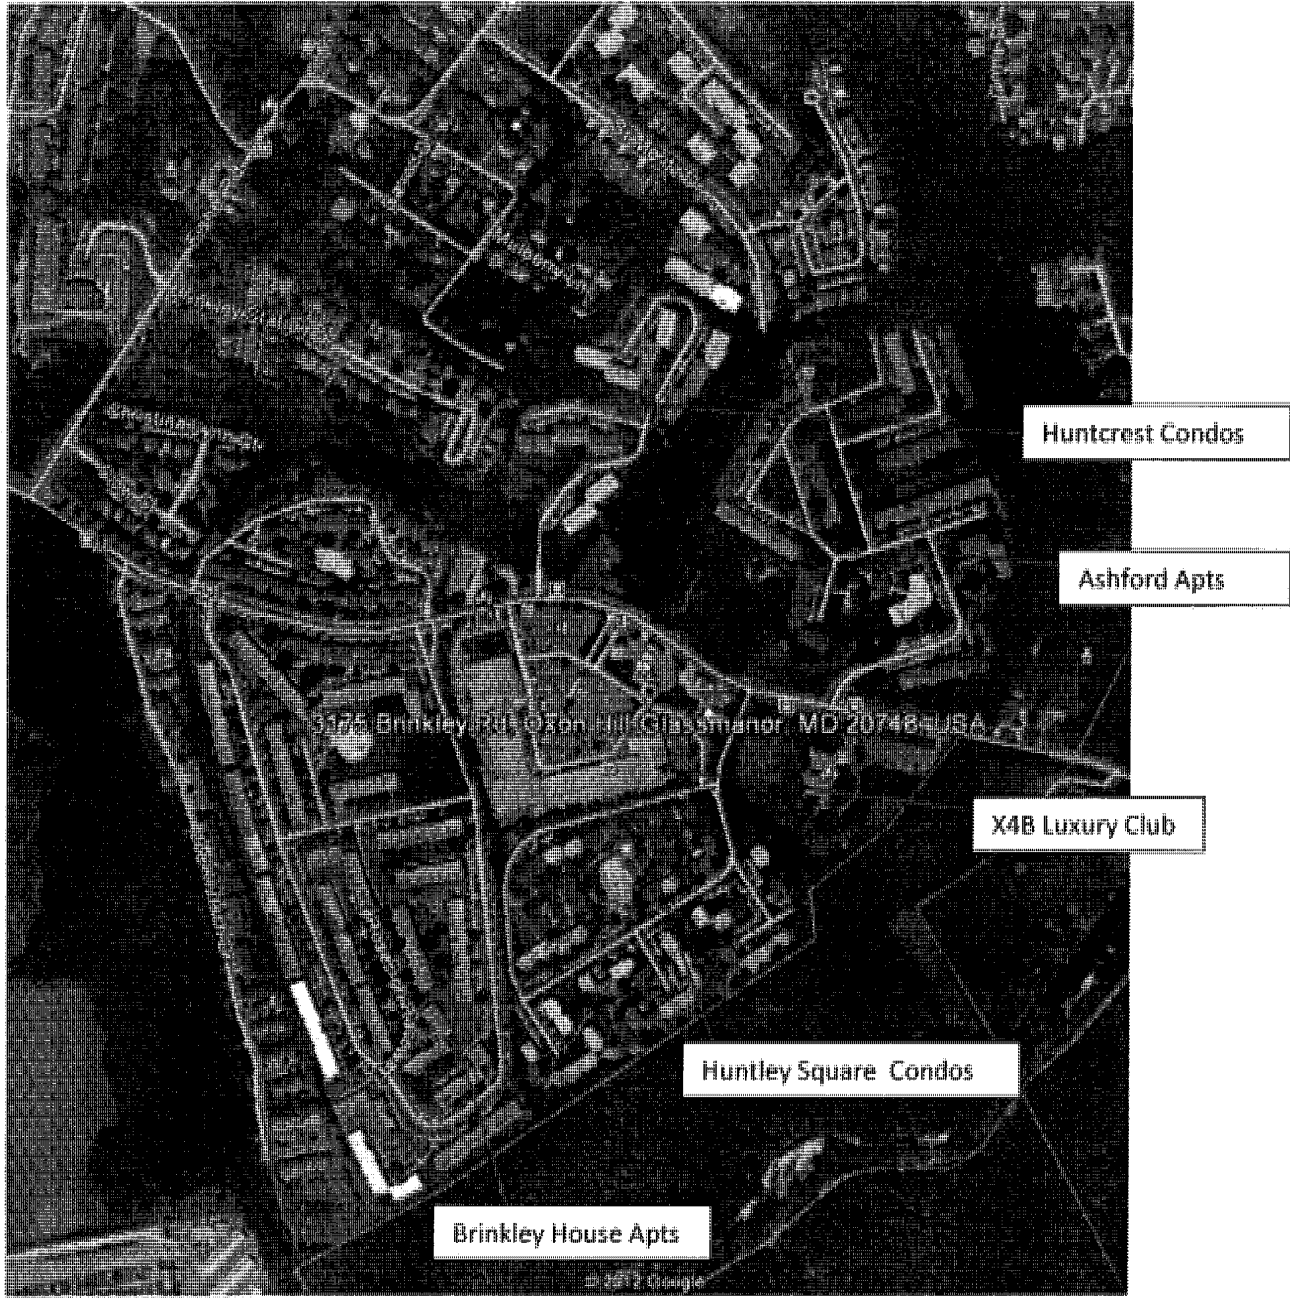 Huntcrest Condos
Ashford Apts
3175 Brinkley Rd, Oxon Hill-Glassmanor, MD 20748, USA
X4B Luxury Club
Huntley Square Condos
Brinkley House Apts
© 2012 Google